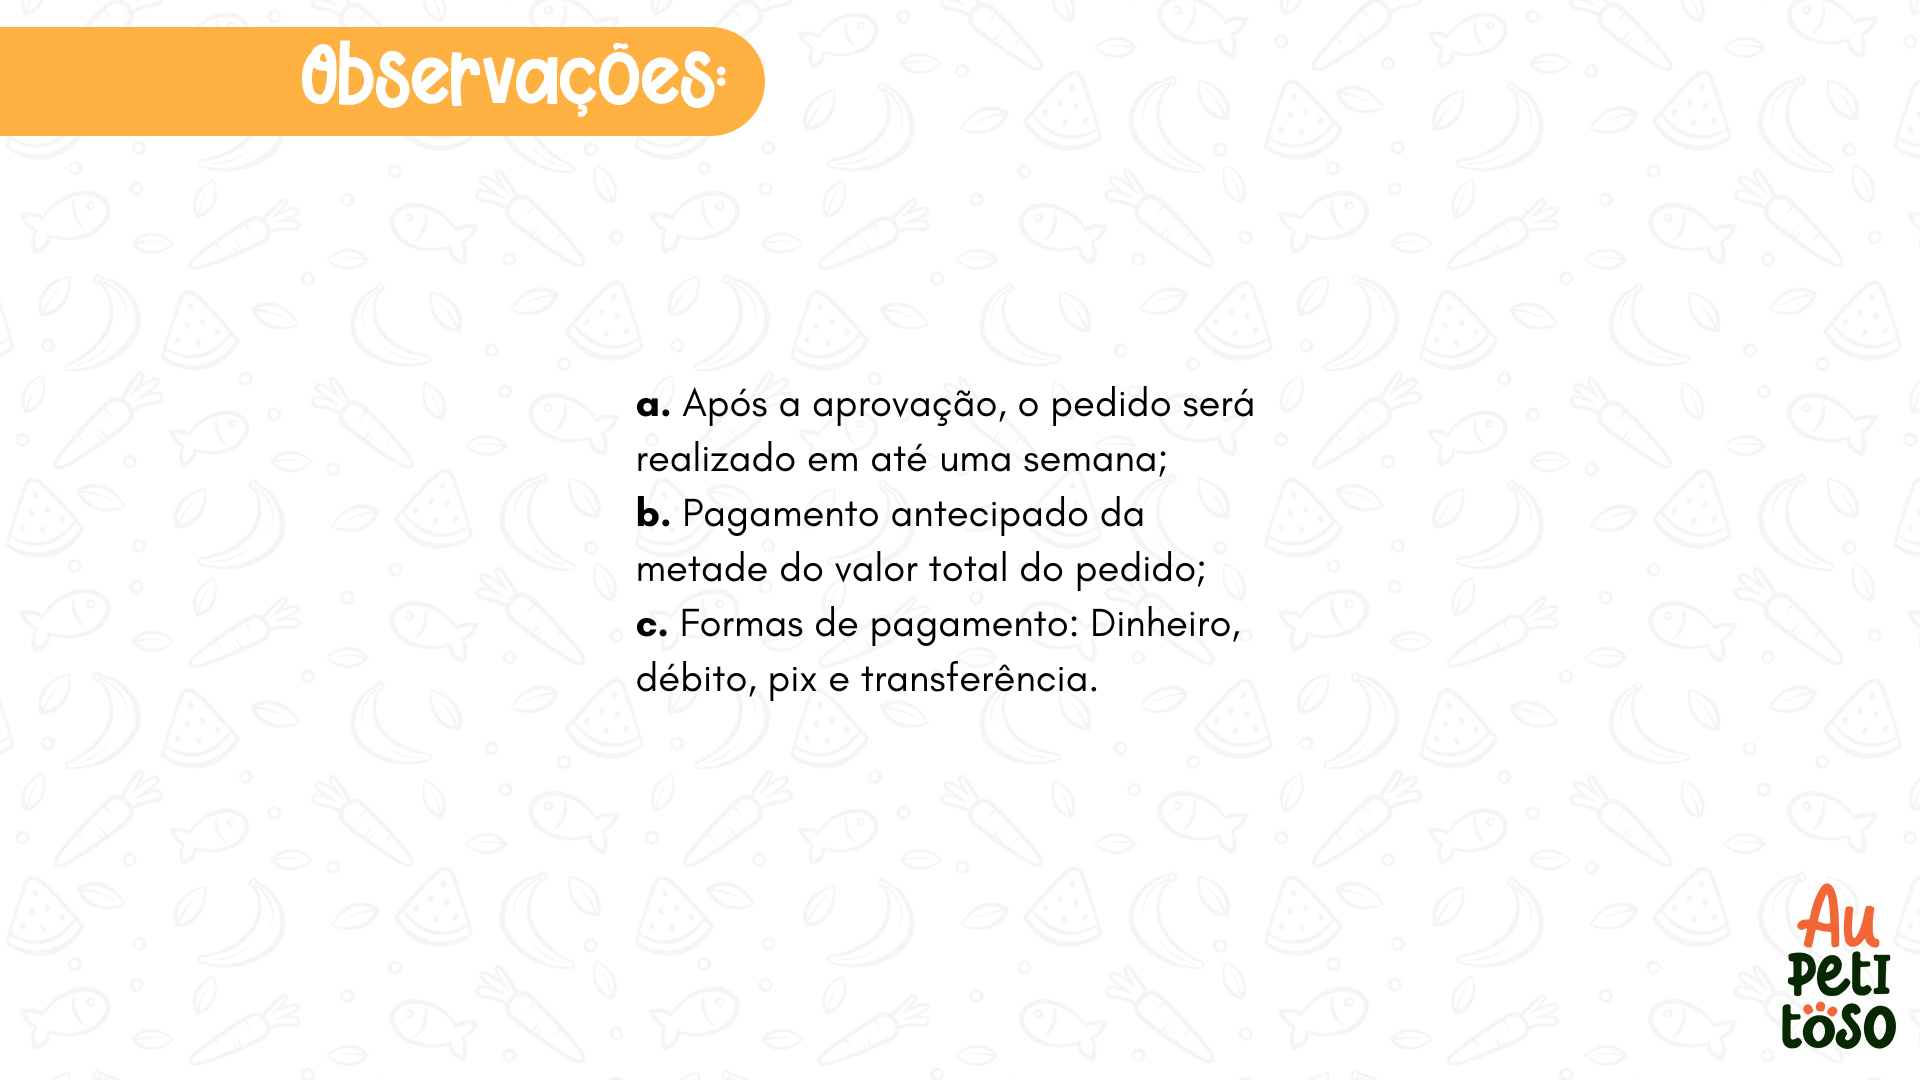 Observações:
a. Após a aprovação, o pedido será
realizado em até uma semana;
b. Pagamento antecipado da
metade do valor total do pedido;
c. Formas de pagamento: Dinheiro,
débito, pix e transferência.
Au
Peti
toso